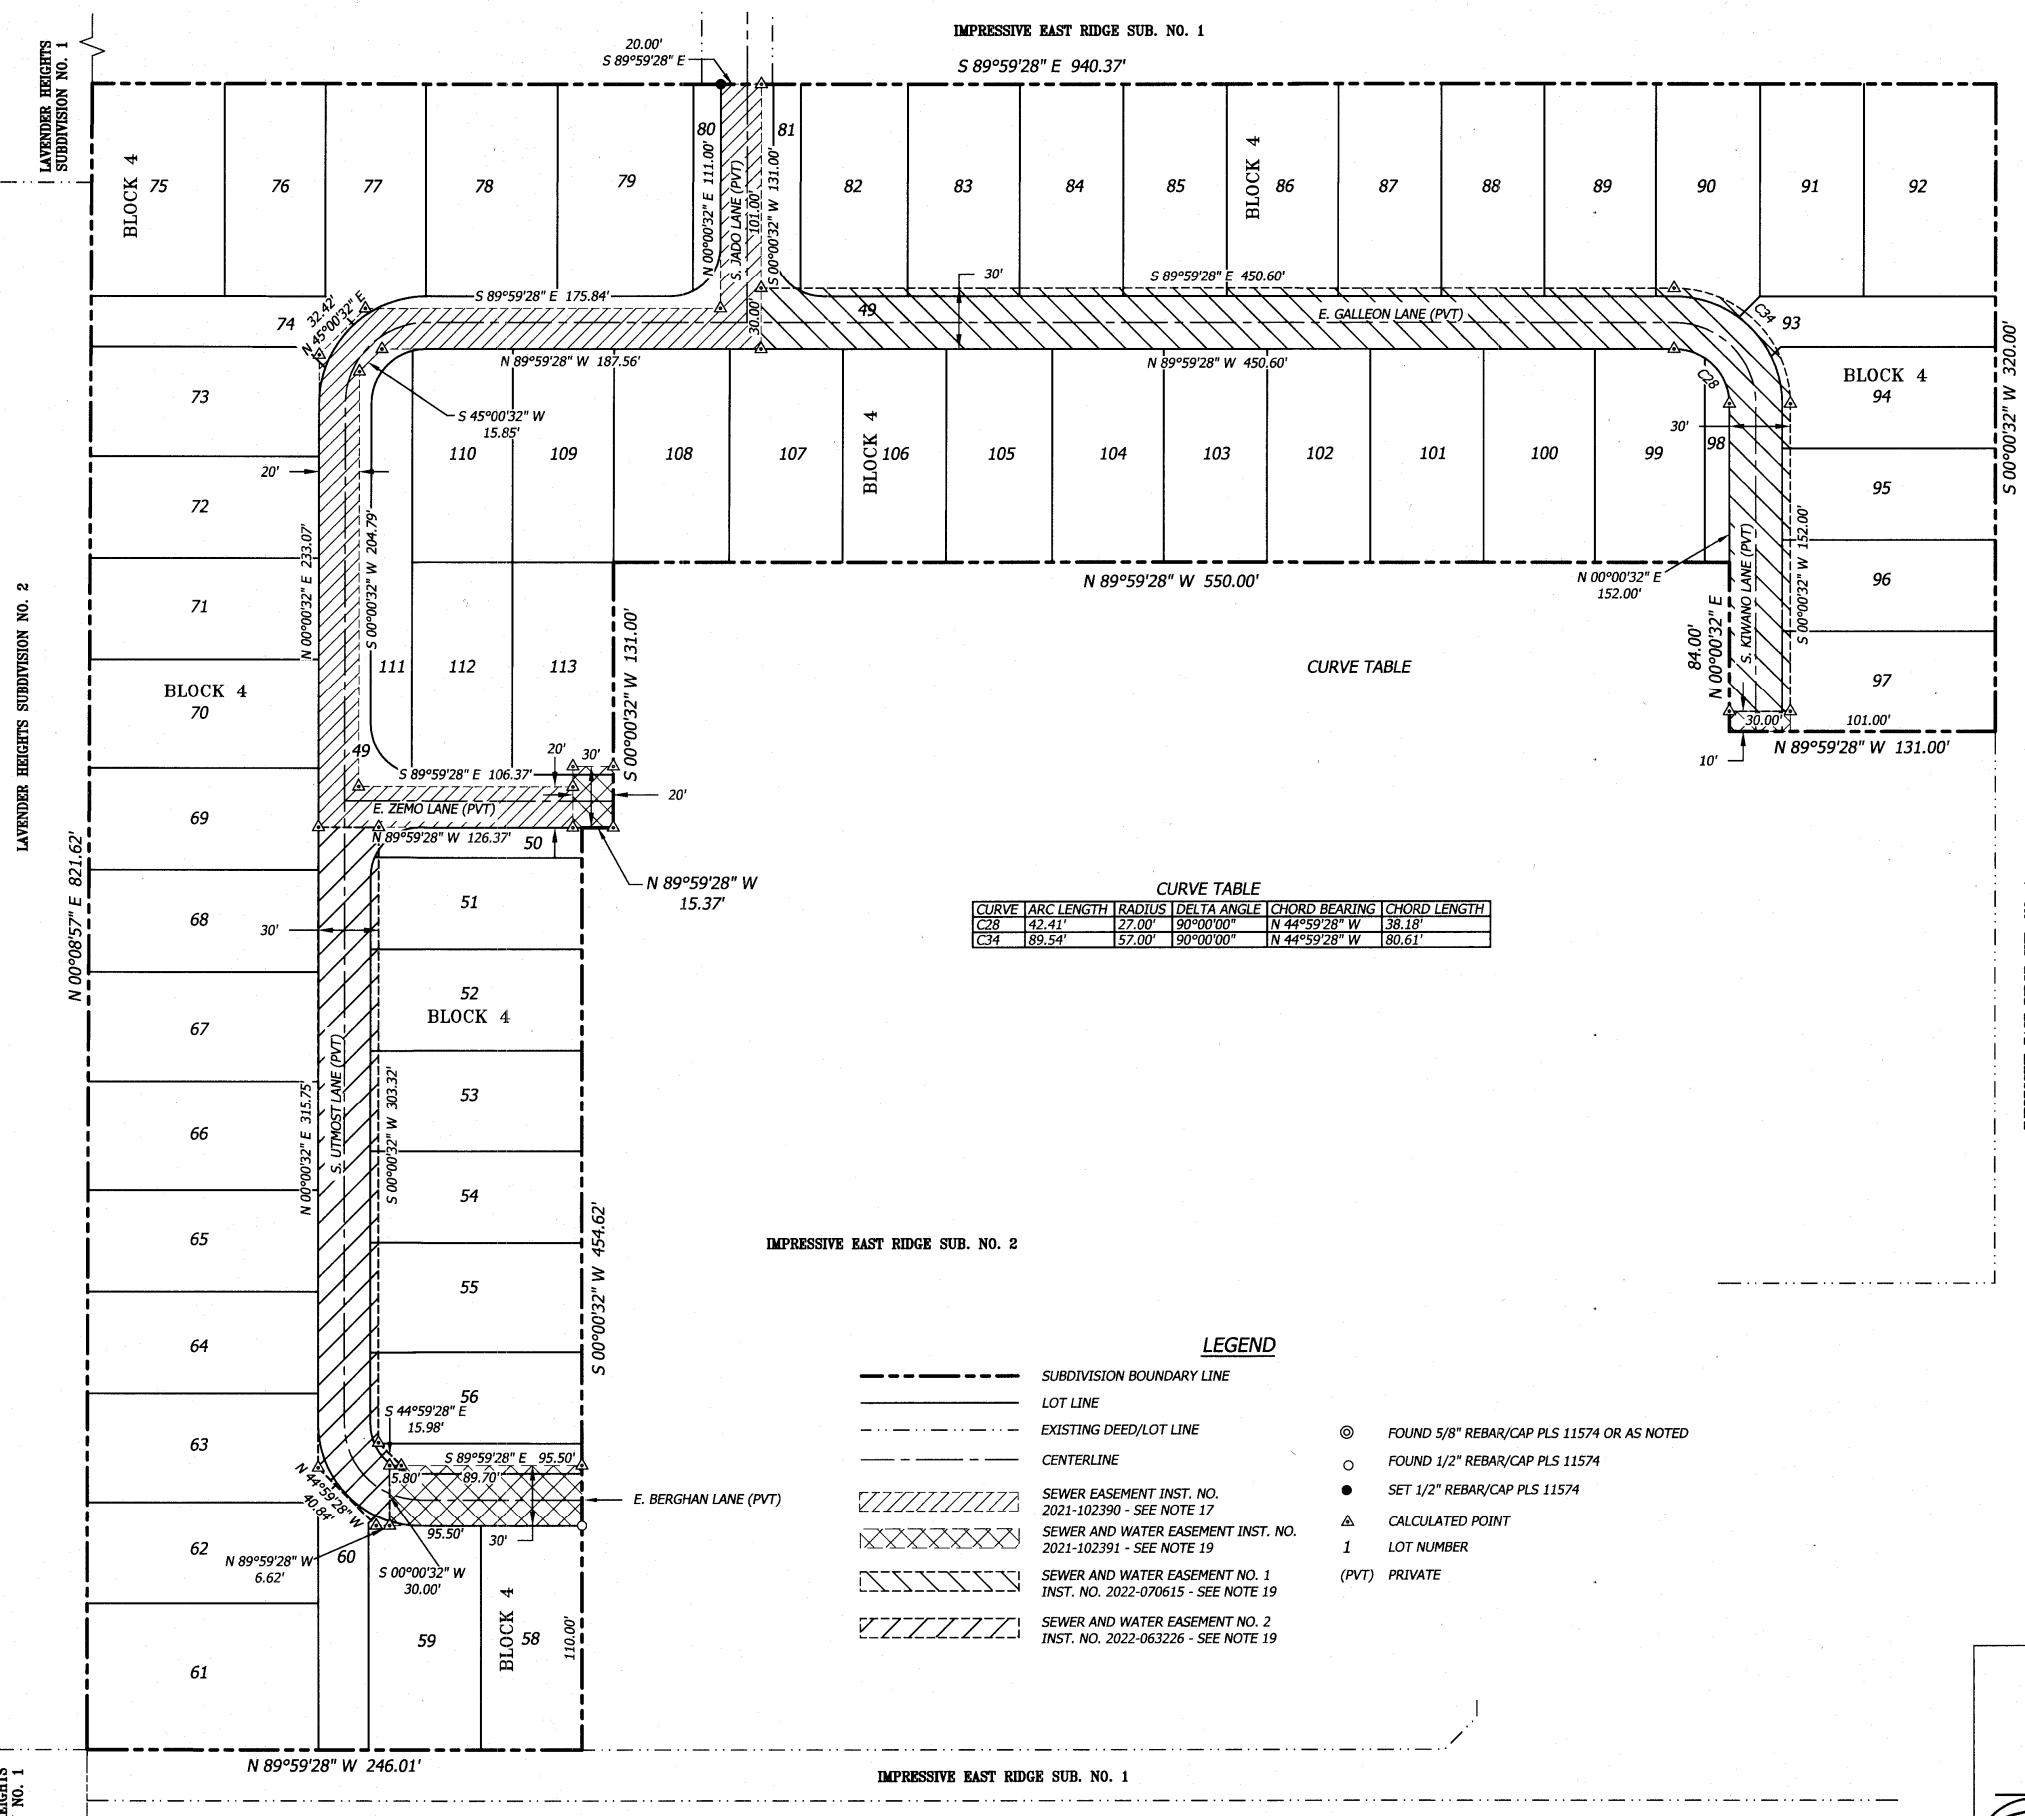 IMPRESSIVE EAST RIDGE SUB. NO. 1
S 89°59'28" E 940.37'
LAVENDER HEIGHTS
SUBDIVISION NO. 1
20.00'
S 89°59'28" E
BLOCK 4
75
76
77
78
79
80
81
82
83
84
85
BLOCK 4
86
87
88
89
90
91
92
N 00°00'32" E 111.00'
S. JADO LANE (PVT)
101.00'
S 00°00'32" W 131.00'
30.00'
S 89°59'28" E 175.84'
S 89°59'28" E 450.60'
30'
74
32.42'
N 45°00'32" E
49
E. GALLEON LANE (PVT)
C34
93
N 89°59'28" W 187.56'
N 89°59'28" W 450.60'
C28
S 00°00'32" W 320.00'
BLOCK 4
94
73
S 45°00'32" W
15.85'
30'
98
20'
110
109
108
107
BLOCK 4
106
105
104
103
102
101
100
99
95
72
N 00°00'32" E 233.07'
S 00°00'32" W 204.79'
N 00°00'32" E
152.00'
S. KIWANO LANE (PVT)
S 00°00'32" W 152.00'
96
N 89°59'28" W 550.00'
LAVENDER HEIGHTS SUBDIVISION NO. 2
71
111
112
113
S 00°00'32" W 131.00'
CURVE TABLE
84.00'
N 00°00'32" E
97
BLOCK 4
70
30.00'
101.00'
N 89°59'28" W 131.00'
10'
49
20'
30'
S 89°59'28" E 106.37'
20'
E. ZEMO LANE (PVT)
69
N 89°59'28" W 126.37'
50
N 89°59'28" W
15.37'
N 00°08'57" E 821.62'
51
68
30'
CURVE TABLE
CURVE ARC LENGTH RADIUS DELTA ANGLE CHORD BEARING CHORD LENGTH
C28 42.41' 27.00' 90°00'00" N 44°59'28" W 38.18'
C34 89.54' 57.00' 90°00'00" N 44°59'28" W 80.61'
52
BLOCK 4
67
S. UTMOST LANE (PVT)
N 00°00'32" E 315.75'
S 00°00'32" W 303.32'
53
66
54
65
S 00°00'32" W 454.62'
IMPRESSIVE EAST RIDGE SUB. NO. 2
55
64
56
S 44°59'28" E
15.98'
63
S 89°59'28" E 95.50'
5.80'
89.70'
N 44°59'28" W
40.84'
E. BERGHAN LANE (PVT)
95.50'
30'
62
60
N 89°59'28" W
6.62'
S 00°00'32" W
30.00'
61
59
BLOCK 4
58
110.00'
N 89°59'28" W 246.01'
LEGEND
SUBDIVISION BOUNDARY LINE
LOT LINE
EXISTING DEED/LOT LINE
CENTERLINE
SEWER EASEMENT INST. NO.
2021-102390 - SEE NOTE 17
SEWER AND WATER EASEMENT INST. NO.
2021-102391 - SEE NOTE 19
SEWER AND WATER EASEMENT NO. 1
INST. NO. 2022-070615 - SEE NOTE 19
SEWER AND WATER EASEMENT NO. 2
INST. NO. 2022-063226 - SEE NOTE 19
FOUND 5/8" REBAR/CAP PLS 11574 OR AS NOTED
FOUND 1/2" REBAR/CAP PLS 11574
SET 1/2" REBAR/CAP PLS 11574
CALCULATED POINT
1 LOT NUMBER
(PVT) PRIVATE
IMPRESSIVE EAST RIDGE SUB. NO. 1
NO. 1